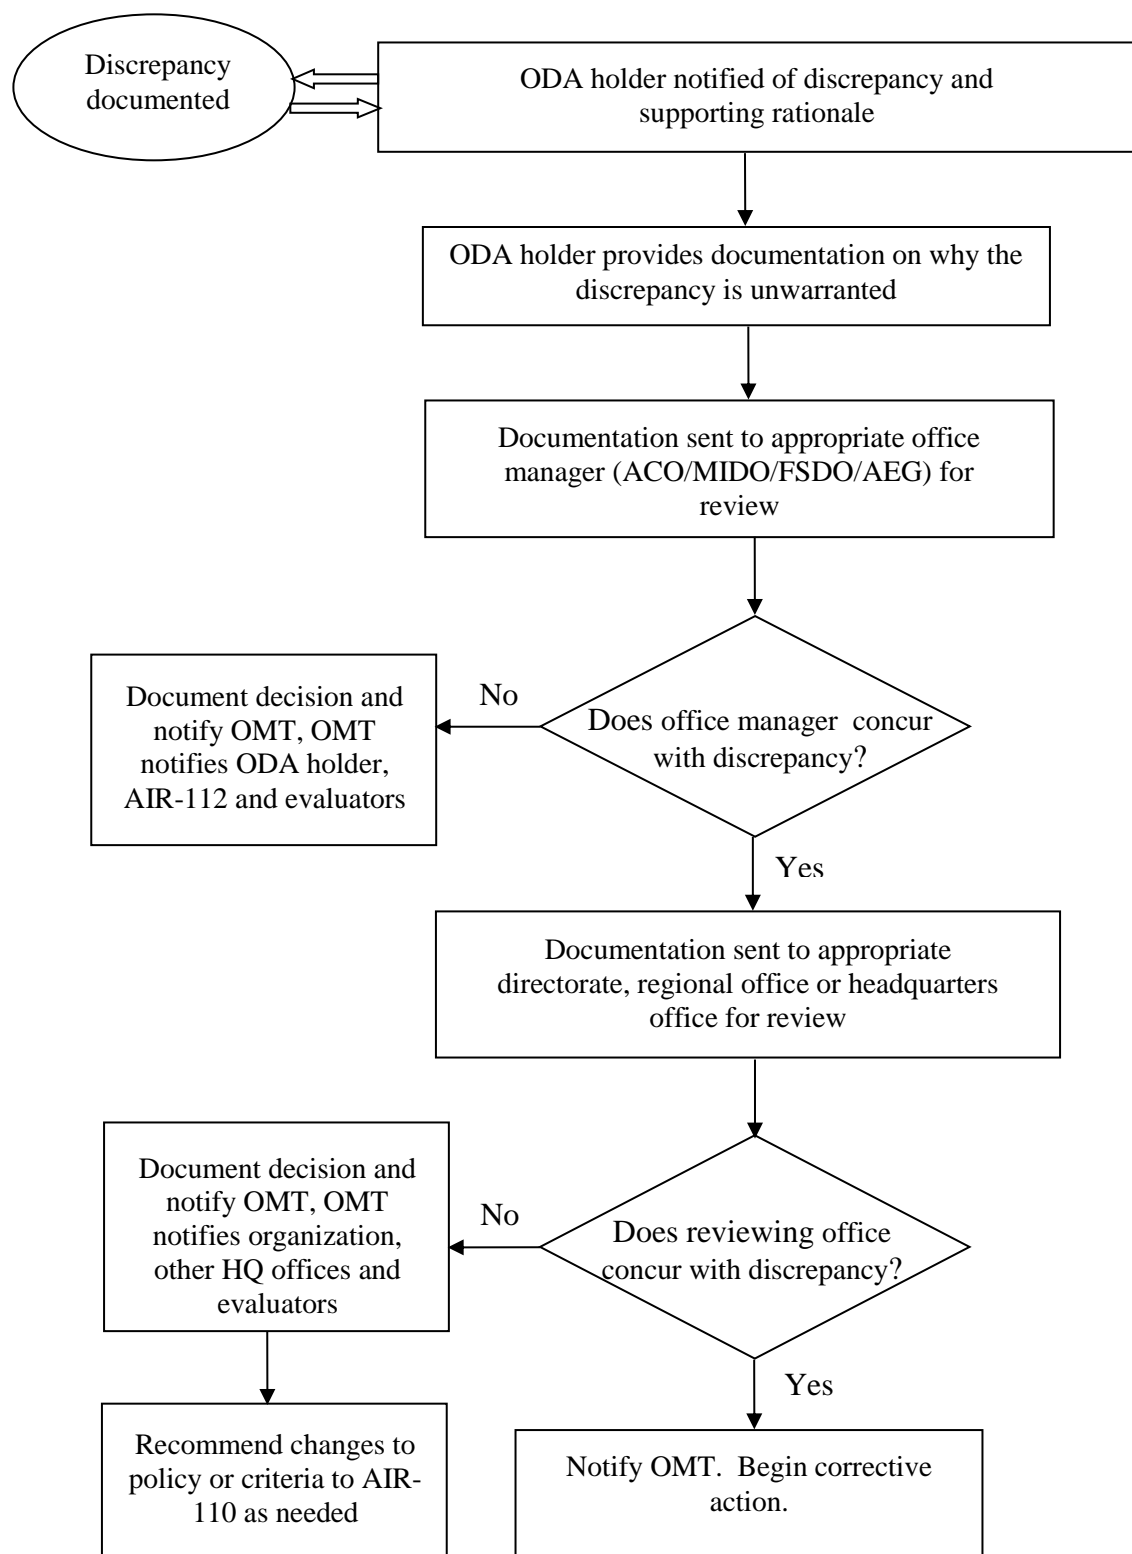 Discrepancy
documented
ODA holder notified of discrepancy and
supporting rationale
ODA holder provides documentation on why the
discrepancy is unwarranted
Documentation sent to appropriate office
manager (ACO/MIDO/FSDO/AEG) for
review
No
Document decision and
notify OMT, OMT
notifies ODA holder,
AIR-112 and evaluators
Does office manager concur
with discrepancy?
Yes
Documentation sent to appropriate
directorate, regional office or headquarters
office for review
No
Document decision and
notify OMT, OMT
notifies organization,
other HQ offices and
evaluators
Does reviewing office
concur with discrepancy?
Yes
Recommend changes to
policy or criteria to AIR-
110 as needed
Notify OMT. Begin corrective
action.